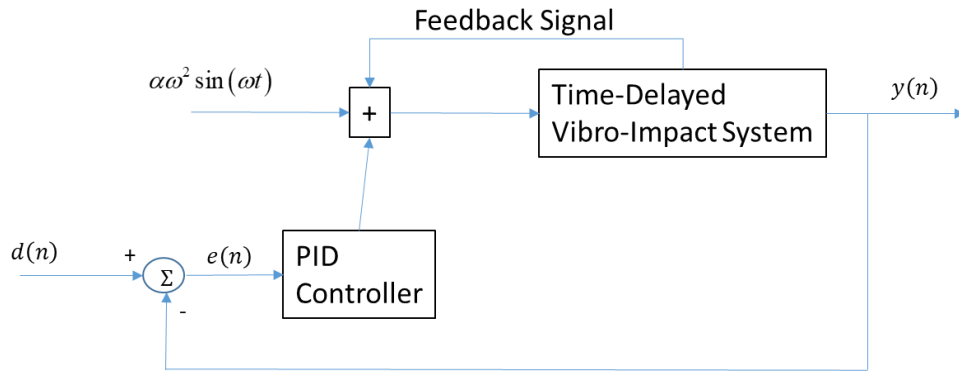 Feedback Signal
αω² sin(ωt)
+
Time-Delayed
Vibro-Impact System
y(n)
d(n)
+
Σ
-
e(n)
PID
Controller